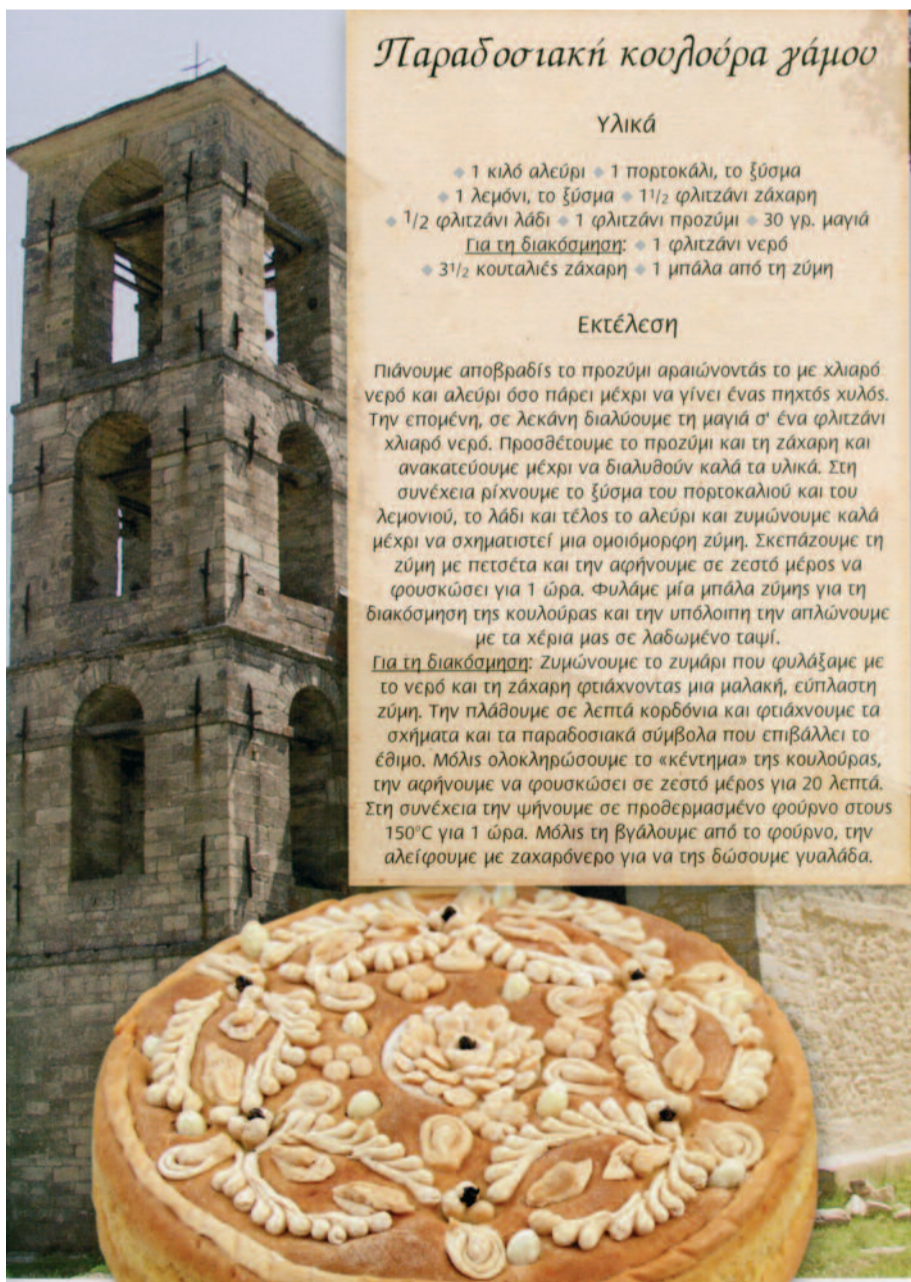 Παραδοσιακή κουλούρα γάμου
Υλικά
◆ 1 κιλό αλεύρι ◆ 1 πορτοκάλι, το ξύσμα
◆ 1 λεμόνι, το ξύσμα ◆ 1 1/2 φλιτζάνι ζάχαρη
◆ 1/2 φλιτζάνι λάδι ◆ 1 φλιτζάνι προζύμι ◆ 30 γρ. μαγιά
Για τη διακόσμηση: ◆ 1 φλιτζάνι νερό
◆ 3 1/2 κουταλιές ζάχαρη ◆ 1 μπάλα από τη ζύμη
Εκτέλεση
Πιάνουμε αποβραδίς το προζύμι αραιώνοντάς το με χλιαρό
νερό και αλεύρι όσο πάρει μέχρι να γίνει ένας πηχτός χυλός.
Την επομένη, σε λεκάνη διαλύουμε τη μαγιά σ' ένα φλιτζάνι
χλιαρό νερό. Προσθέτουμε το προζύμι και τη ζάχαρη και
ανακατεύουμε μέχρι να διαλυθούν καλά τα υλικά. Στη
συνέχεια ρίχνουμε το ξύσμα του πορτοκαλιού και του
λεμονιού, το λάδι και τέλος το αλεύρι και ζυμώνουμε καλά
μέχρι να σχηματιστεί μια ομοιόμορφη ζύμη. Σκεπάζουμε τη
ζύμη με πετσέτα και την αφήνουμε σε ζεστό μέρος να
φουσκώσει για 1 ώρα. Φυλάμε μία μπάλα ζύμης για τη
διακόσμηση της κουλούρας και την υπόλοιπη την απλώνουμε
με τα χέρια μας σε λαδωμένο ταψί.
Για τη διακόσμηση: Ζυμώνουμε το ζυμάρι που φυλάξαμε με
το νερό και τη ζάχαρη φτιάχνοντας μια μαλακή, εύπλαστη
ζύμη. Την πλάθουμε σε λεπτά κορδόνια και φτιάχνουμε τα
σχήματα και τα παραδοσιακά σύμβολα που επιβάλλει το
έθιμο. Μόλις ολοκληρώσουμε το «κέντημα» της κουλούρας,
την αφήνουμε να φουσκώσει σε ζεστό μέρος για 20 λεπτά.
Στη συνέχεια την ψήνουμε σε προθερμασμένο φούρνο στους
150°C για 1 ώρα. Μόλις τη βγάλουμε από το φούρνο, την
αλείφουμε με ζαχαρόνερο για να της δώσουμε γυαλάδα.